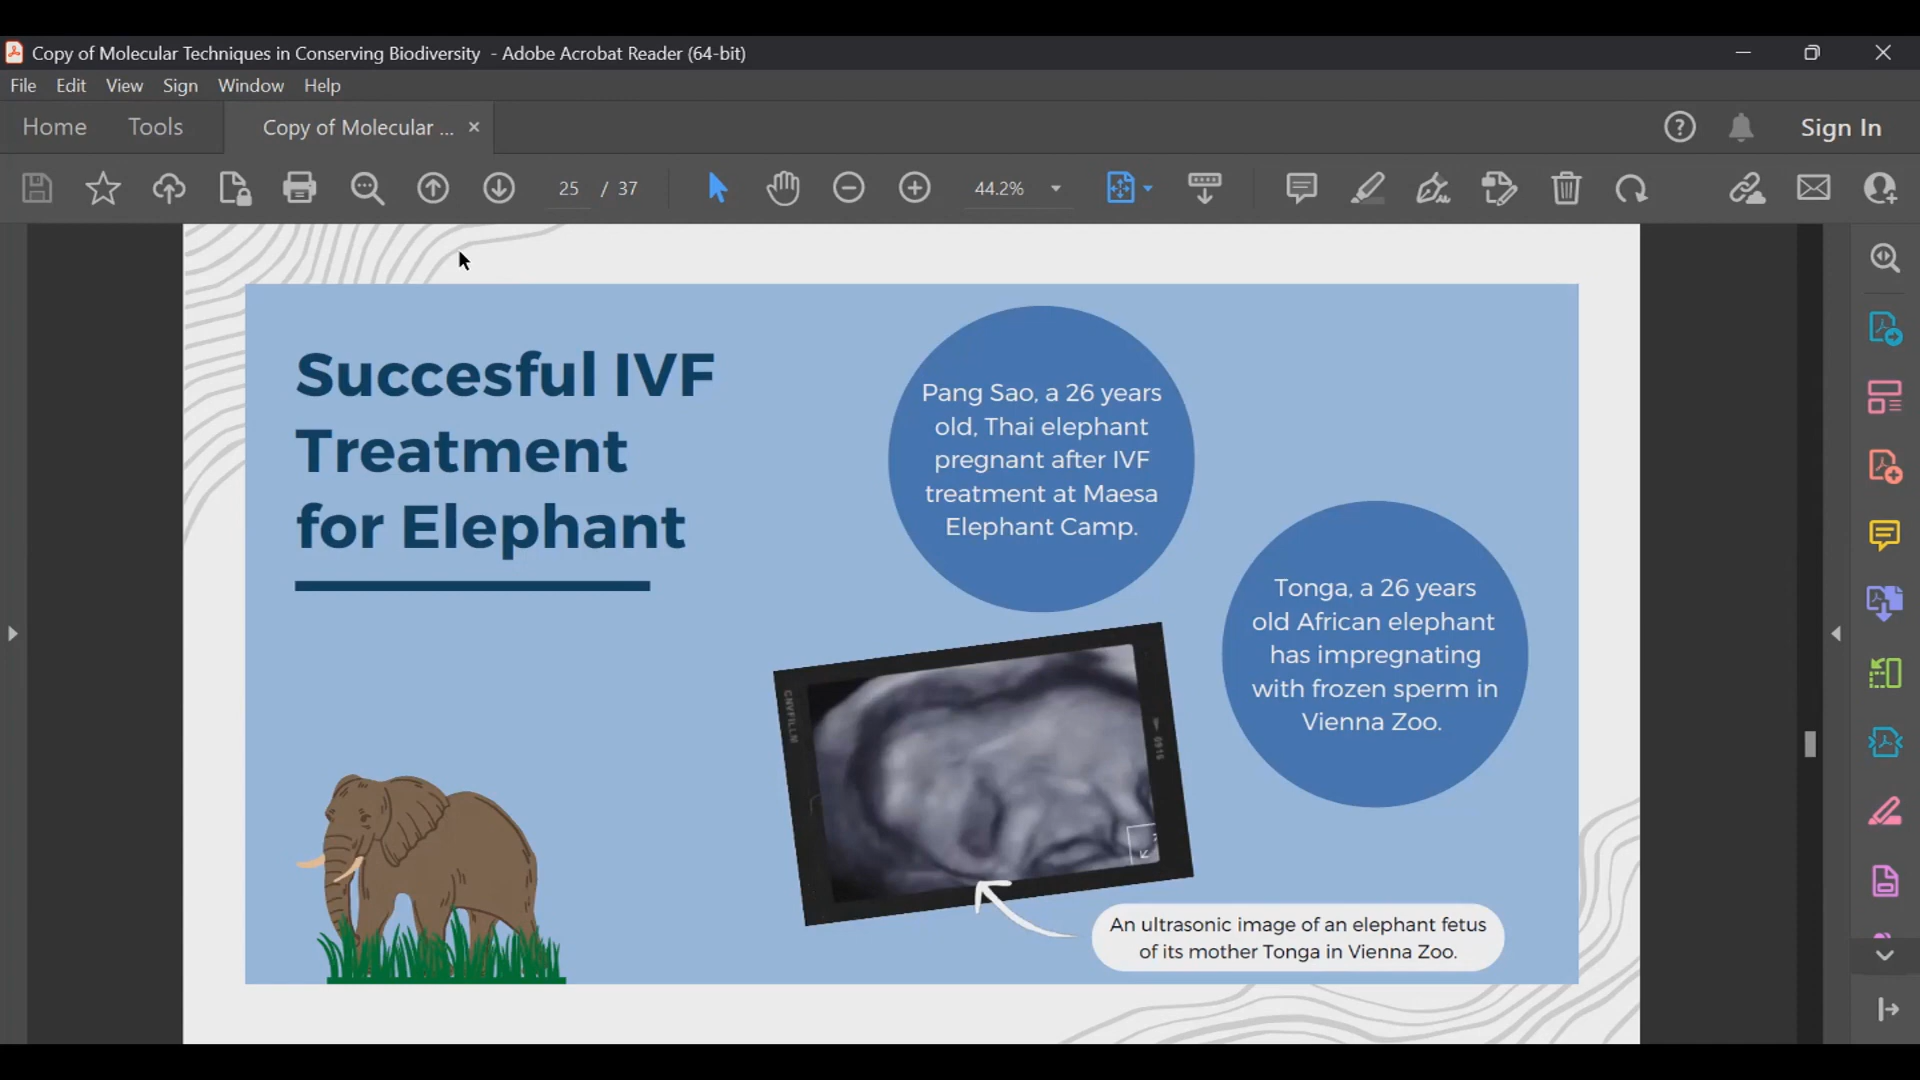 Copy of Molecular Techniques in Conserving Biodiversity - Adobe Acrobat Reader (64-bit)
File Edit View Sign Window Help
Home Tools Copy of Molecular ... Sign In
25 / 37 44.2%
Succesful IVF
Treatment
for Elephant
Pang Sao, a 26 years
old, Thai elephant
pregnant after IVF
treatment at Maesa
Elephant Camp.
Tonga, a 26 years
old African elephant
has impregnating
with frozen sperm in
Vienna Zoo.
CNVFILLN
An ultrasonic image of an elephant fetus
of its mother Tonga in Vienna Zoo.